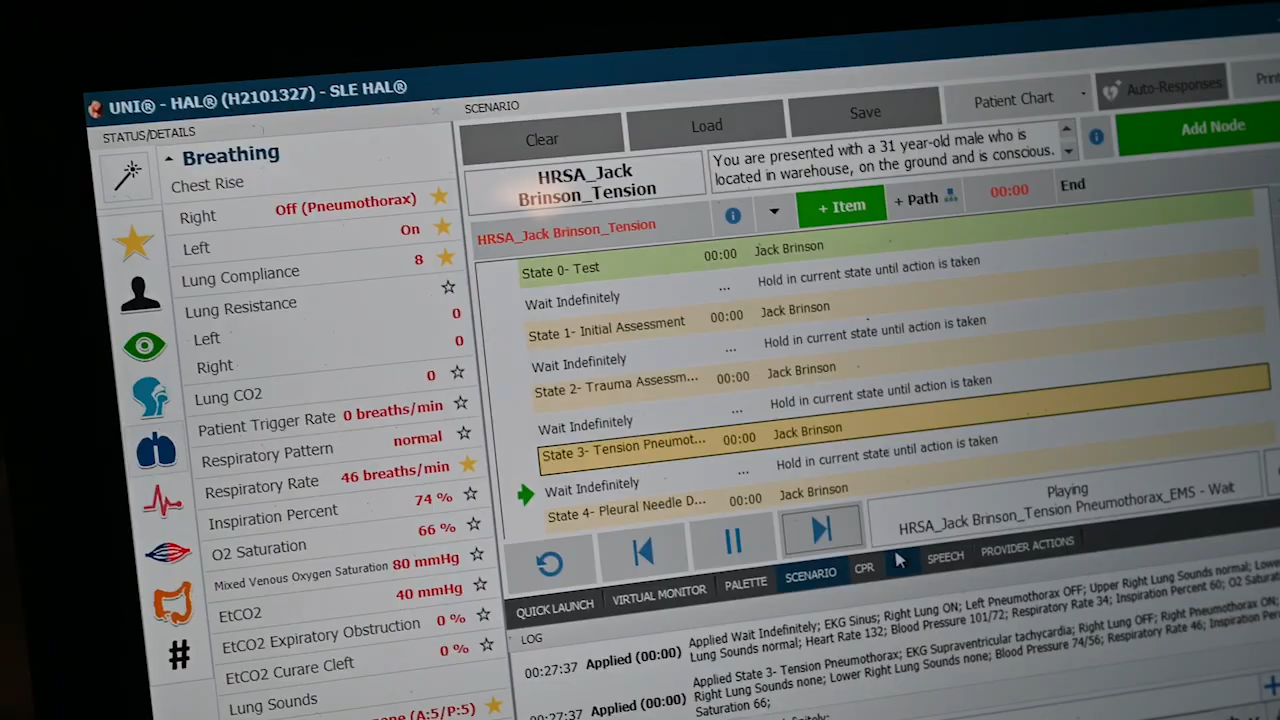 UNI® - HAL® (H2101327) - SLE HAL®
STATUS/DETAILS
Breathing
Chest Rise
Right Off (Pneumothorax)
Left On
Lung Compliance 8
Lung Resistance
Left 0
Right 0
Lung CO2 0
Patient Trigger Rate 0 breaths/min
Respiratory Pattern normal
Respiratory Rate 46 breaths/min
Inspiration Percent 74 %
O2 Saturation 66 %
Mixed Venous Oxygen Saturation 80 mmHg
EtCO2 40 mmHg
EtCO2 Expiratory Obstruction 0 %
EtCO2 Curare Cleft 0 %
Lung Sounds
(A:5/P:5)
#
SCENARIO
Clear
Load
Save
Patient Chart
Auto-Responses
HRSA_Jack
Brinson_Tension
You are presented with a 31 year-old male who is
located in warehouse, on the ground and is conscious.
Add Node
HRSA_Jack Brinson_Tension
+ Item
+ Path
00:00
End
State 0- Test 00:00 Jack Brinson
Wait Indefinitely ... Hold in current state until action is taken
State 1- Initial Assessment 00:00 Jack Brinson
Wait Indefinitely ... Hold in current state until action is taken
State 2- Trauma Assessm... 00:00 Jack Brinson
Wait Indefinitely ... Hold in current state until action is taken
State 3- Tension Pneumot... 00:00 Jack Brinson
Wait Indefinitely ... Hold in current state until action is taken
State 4- Pleural Needle D... 00:00 Jack Brinson
Playing
HRSA_Jack Brinson_Tension Pneumothorax_EMS - Wait
QUICK LAUNCH VIRTUAL MONITOR PALETTE SCENARIO CPR SPEECH PROVIDER ACTIONS
LOG
00:27:37 Applied (00:00) Applied Wait Indefinitely; EKG Sinus; Right Lung ON; Left Pneumothorax OFF; Upper Right Lung Sounds normal; Lower
Lung Sounds normal; Heart Rate 132; Blood Pressure 101/72; Respiratory Rate 34; Inspiration Percent 60; O2
00:27:37 Applied (00:00) Applied State 3- Tension Pneumothorax; EKG Supraventricular tachycardia; Right Lung OFF; Right Pneumothorax ON;
Right Lung Sounds none; Lower Right Lung Sounds none; Blood Pressure 74/56; Respiratory Rate 46; Inspiration
Saturation 66;